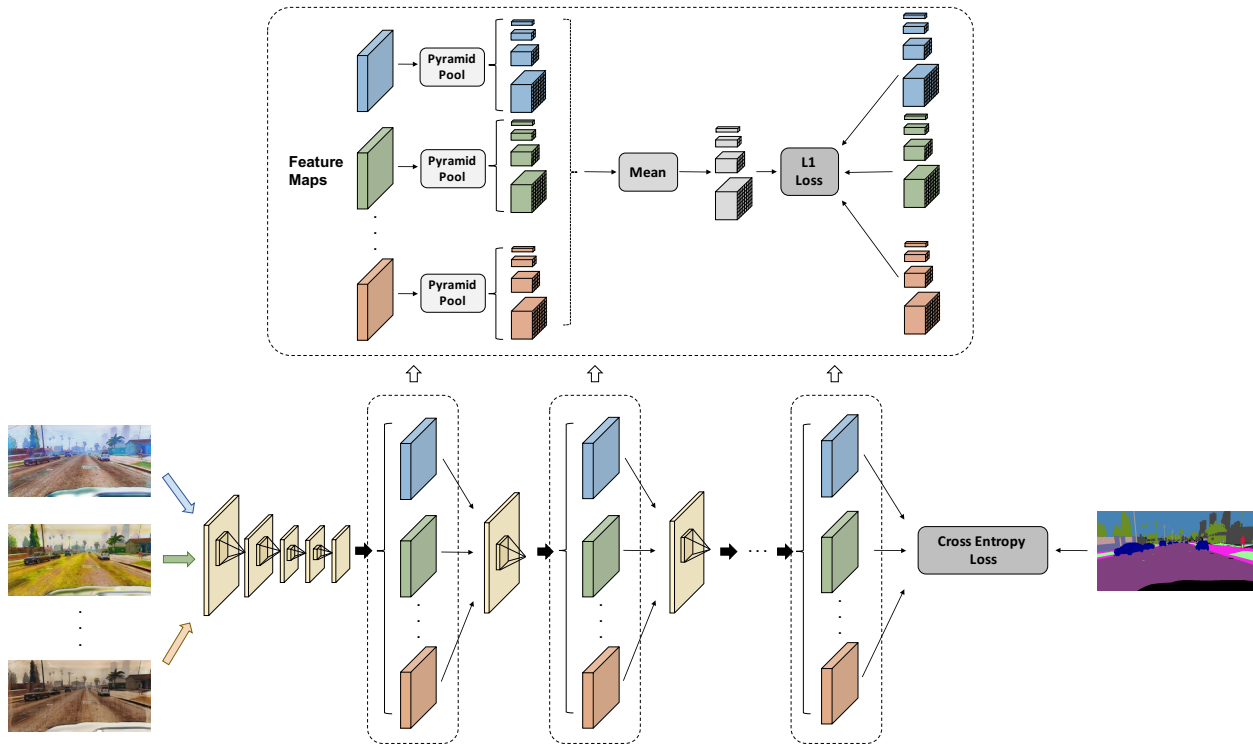 Pyramid
Pool
Feature
Maps
Pyramid
Pool
Mean
L1
Loss
Pyramid
Pool
Cross Entropy
Loss